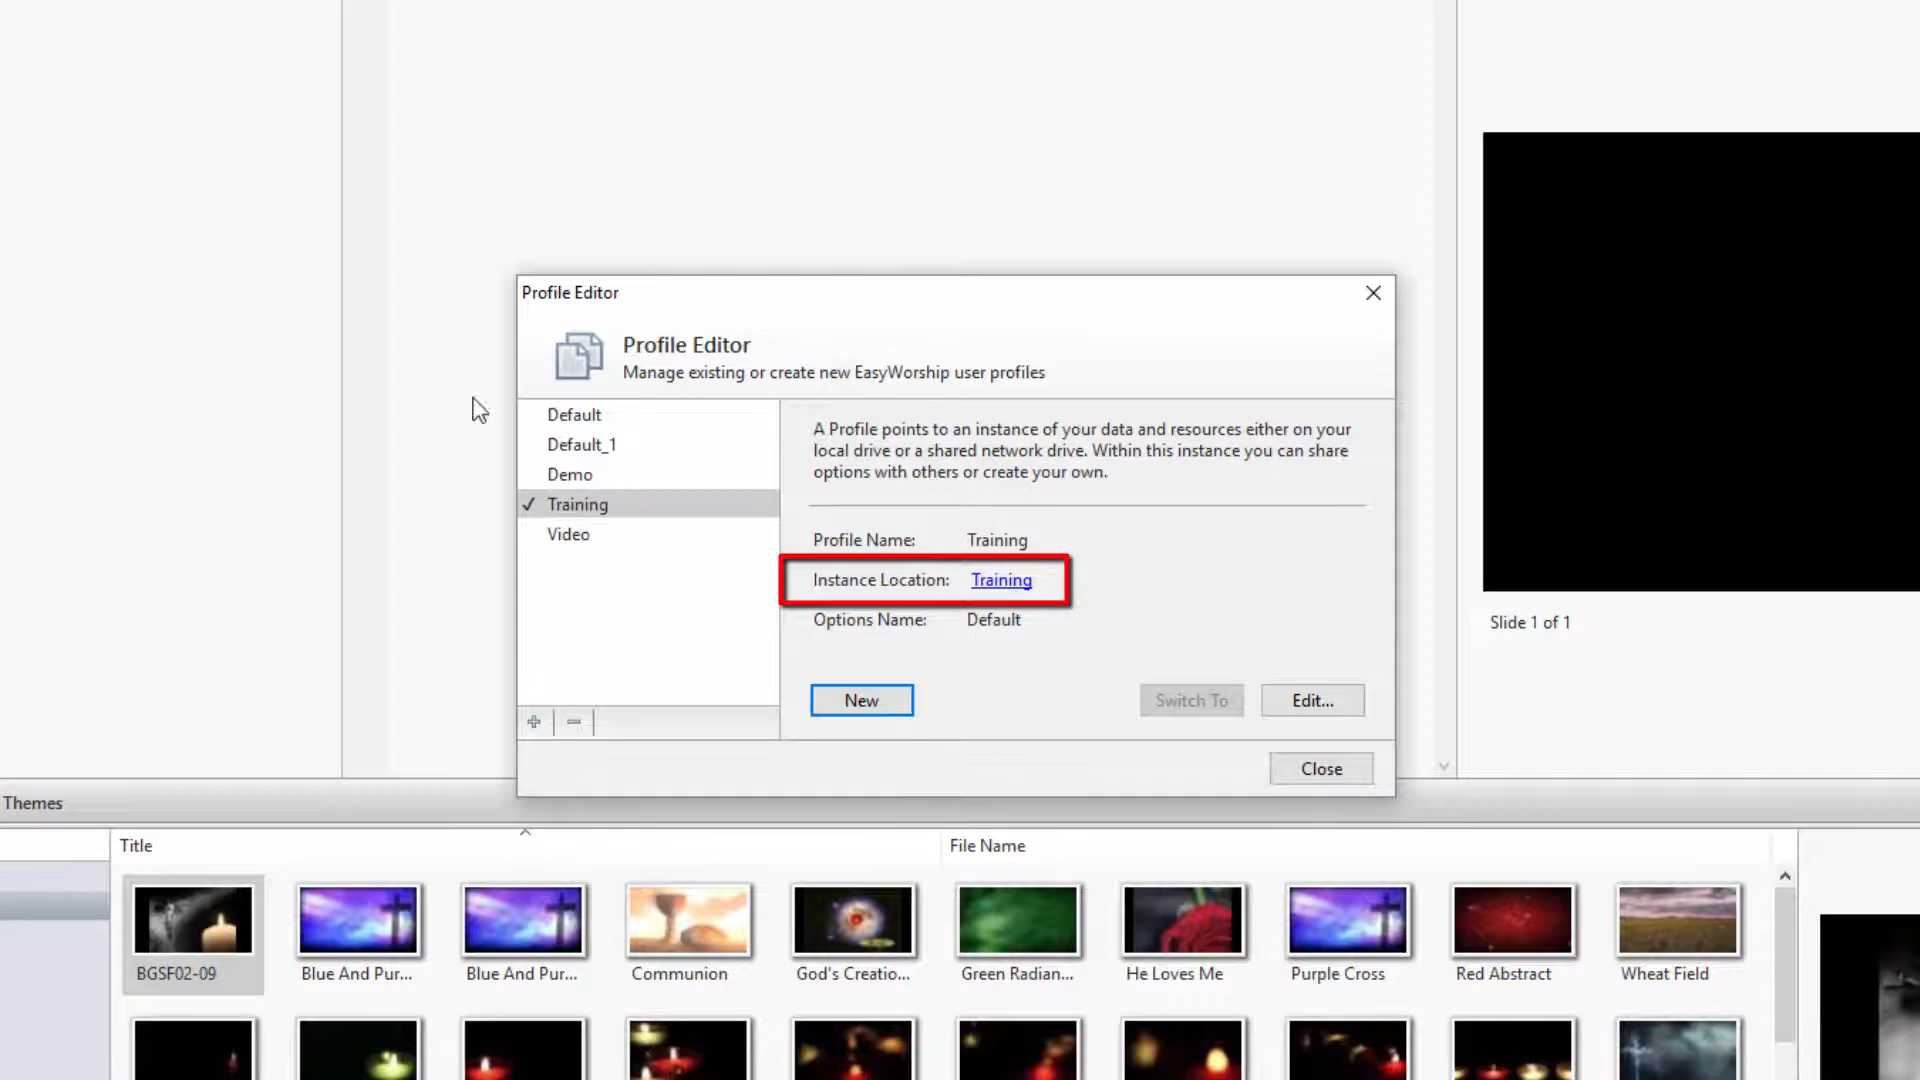 Profile Editor
Profile Editor
Manage existing or create new EasyWorship user profiles
Default
Default_1
Demo
Training
Video
A Profile points to an instance of your data and resources either on your
local drive or a shared network drive. Within this instance you can share
options with others or create your own.
Profile Name: Training
Instance Location: Training
Options Name: Default
New
Switch To
Edit...
Close
Slide 1 of 1
Themes
Title
File Name
BGSF02-09
Blue And Pur...
Blue And Pur...
Communion
God's Creatio...
Green Radian...
He Loves Me
Purple Cross
Red Abstract
Wheat Field